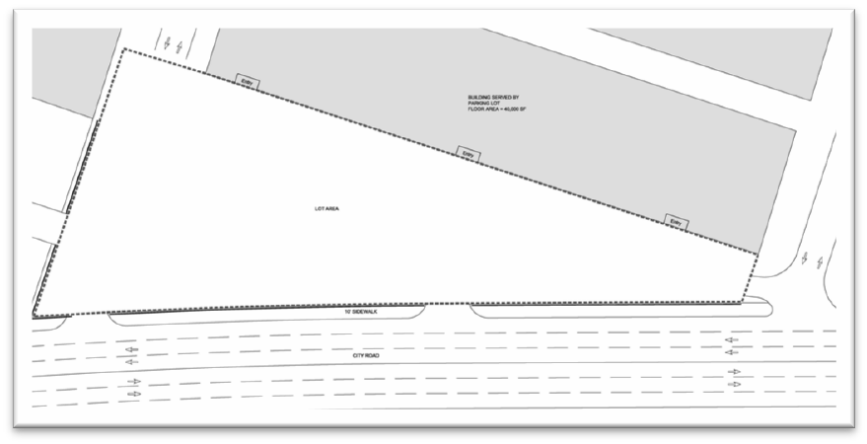 ENTRY
BUILDING SERVED BY
PARKING LOT
FLOOR AREA = 40,000 SF
ENTRY
LOT AREA
ENTRY
10' SIDEWALK
CITY ROAD